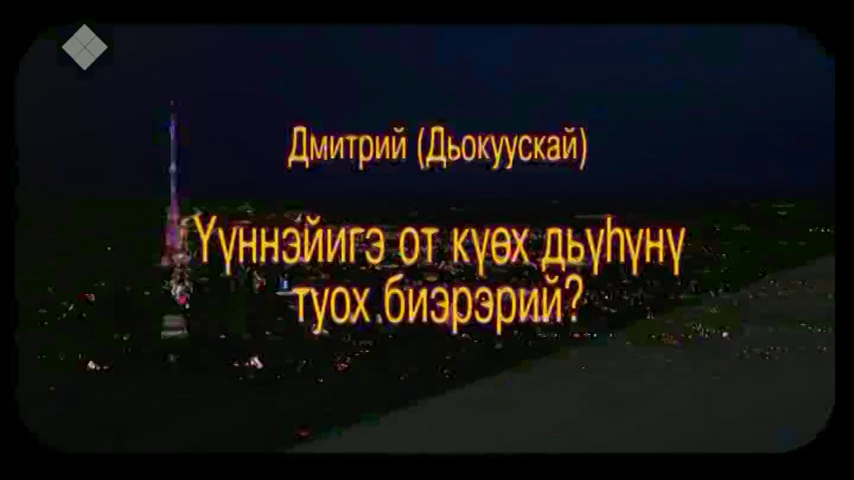 Дмитрий (Дьокуускай)
Үүннэйигэ от күөх дьүһүнү
туох биэрэрий?